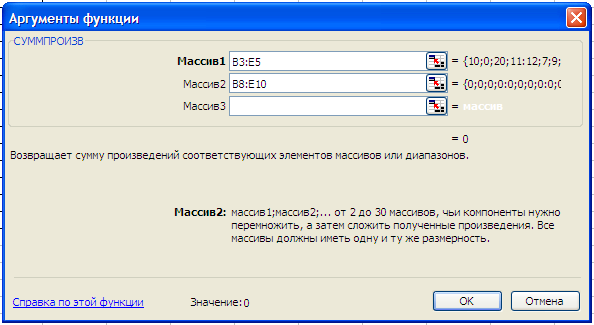 Аргументы функции
СУММПРОИЗВ
Массив1 B3:E5 = {10;0;20;11:12;7;9;
Массив2 B8:E10 = {0;0;0;0:0;0;0;0:0;0
Массив3 = массив
= 0
Возвращает сумму произведений соответствующих элементов массивов или диапазонов.
Массив2: массив1;массив2;... от 2 до 30 массивов, чьи компоненты нужно
перемножить, а затем сложить полученные произведения. Все
массивы должны иметь одну и ту же размерность.
Справка по этой функции Значение:0 OK Отмена